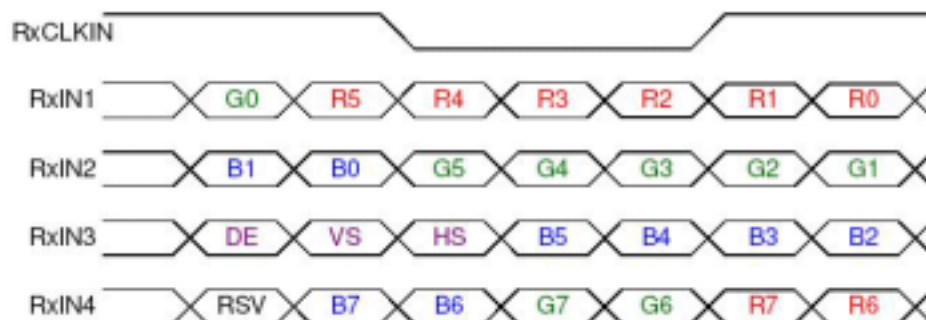 RxCLKIN
RxIN1 G0 R5 R4 R3 R2 R1 R0
RxIN2 B1 B0 G5 G4 G3 G2 G1
RxIN3 DE VS HS B5 B4 B3 B2
RxIN4 RSV B7 B6 G7 G6 R7 R6